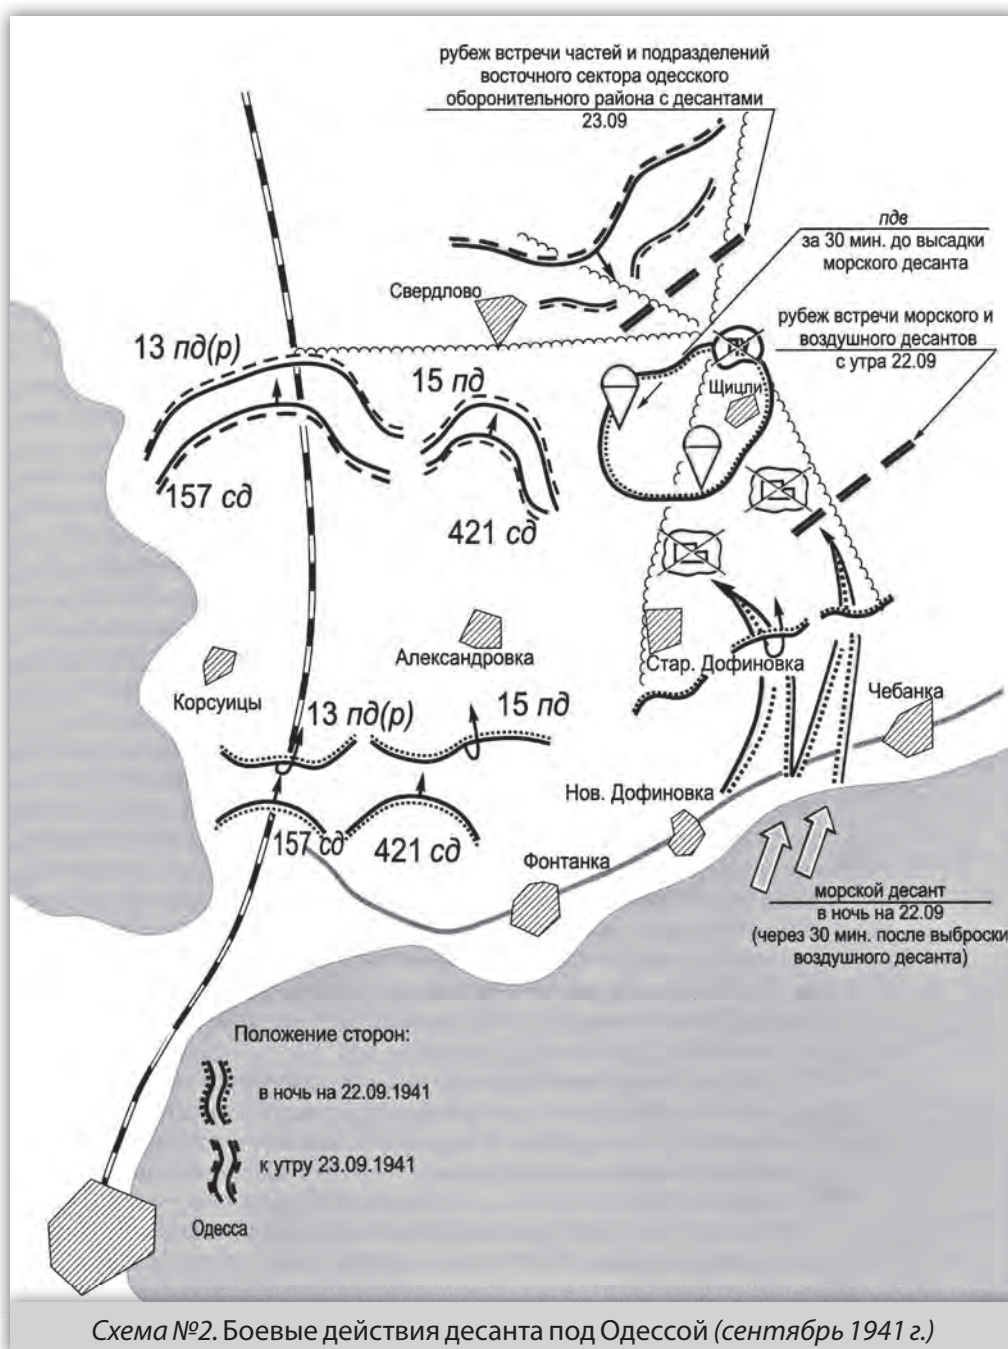 рубеж встречи частей и подразделений
восточного сектора одесского
оборонительного района с десантами
23.09
пдв
за 30 мин. до высадки
морского десанта
Свердлово
рубеж встречи морского и
воздушного десантов
с утра 22.09
13 пд(р)
15 пд
Щицли
157 сд
421 сд
Александровка
Стар. Дофиновка
Корсуицы
Чебанка
13 пд(р)
15 пд
Нов. Дофиновка
157 сд
421 сд
Фонтанка
морской десант
в ночь на 22.09
(через 30 мин. после выброски
воздушного десанта)
Положение сторон:
в ночь на 22.09.1941
к утру 23.09.1941
Одесса
Схема №2. Боевые действия десанта под Одессой (сентябрь 1941 г.)